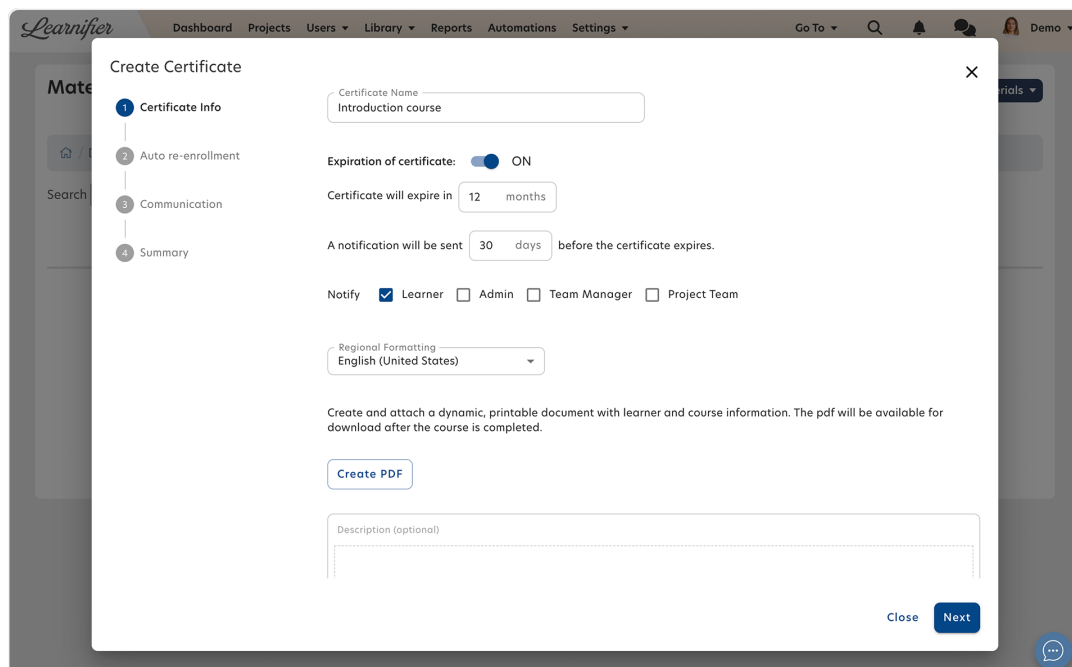 Learnifier
Dashboard Projects Users Library Reports Automations Settings Go To Demo
Create Certificate
1 Certificate Info
2 Auto re-enrollment
3 Communication
4 Summary
Certificate Name
Introduction course
Expiration of certificate: ON
Certificate will expire in 12 months
A notification will be sent 30 days before the certificate expires.
Notify Learner Admin Team Manager Project Team
Regional Formatting
English (United States)
Create and attach a dynamic, printable document with learner and course information. The pdf will be available for
download after the course is completed.
Create PDF
Description (optional)
Close Next
Search